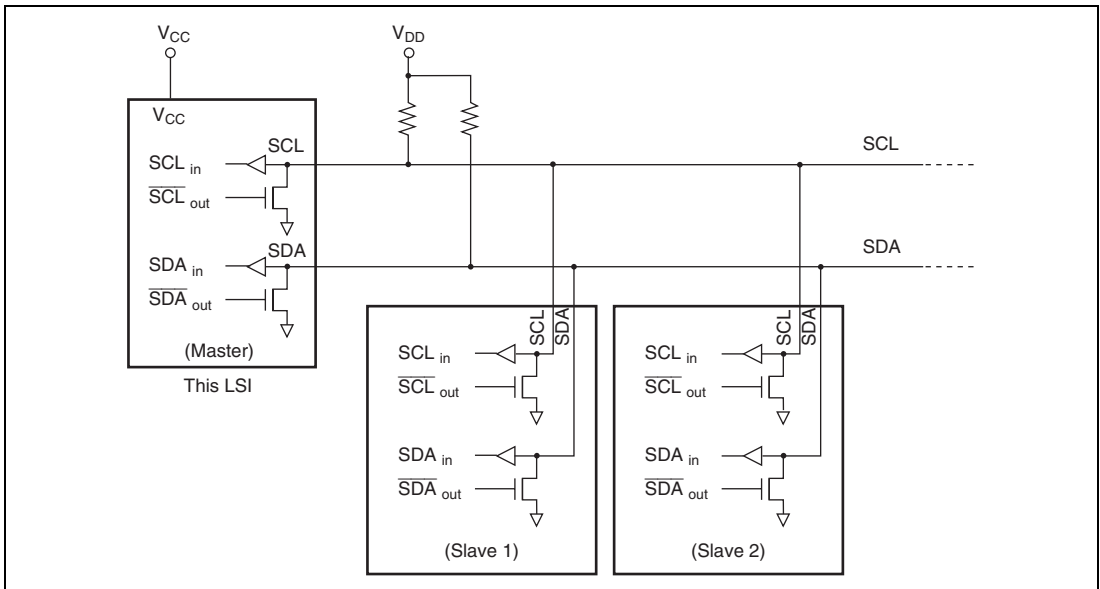 VCC
VDD
VCC
SCL
SCL in
SCL out
SDA
SDA in
SDA out
(Master)
This LSI
SCL
SDA
SCL
SDA
SCL in
SCL out
SDA in
SDA out
(Slave 1)
SCL
SDA
SCL in
SCL out
SDA in
SDA out
(Slave 2)